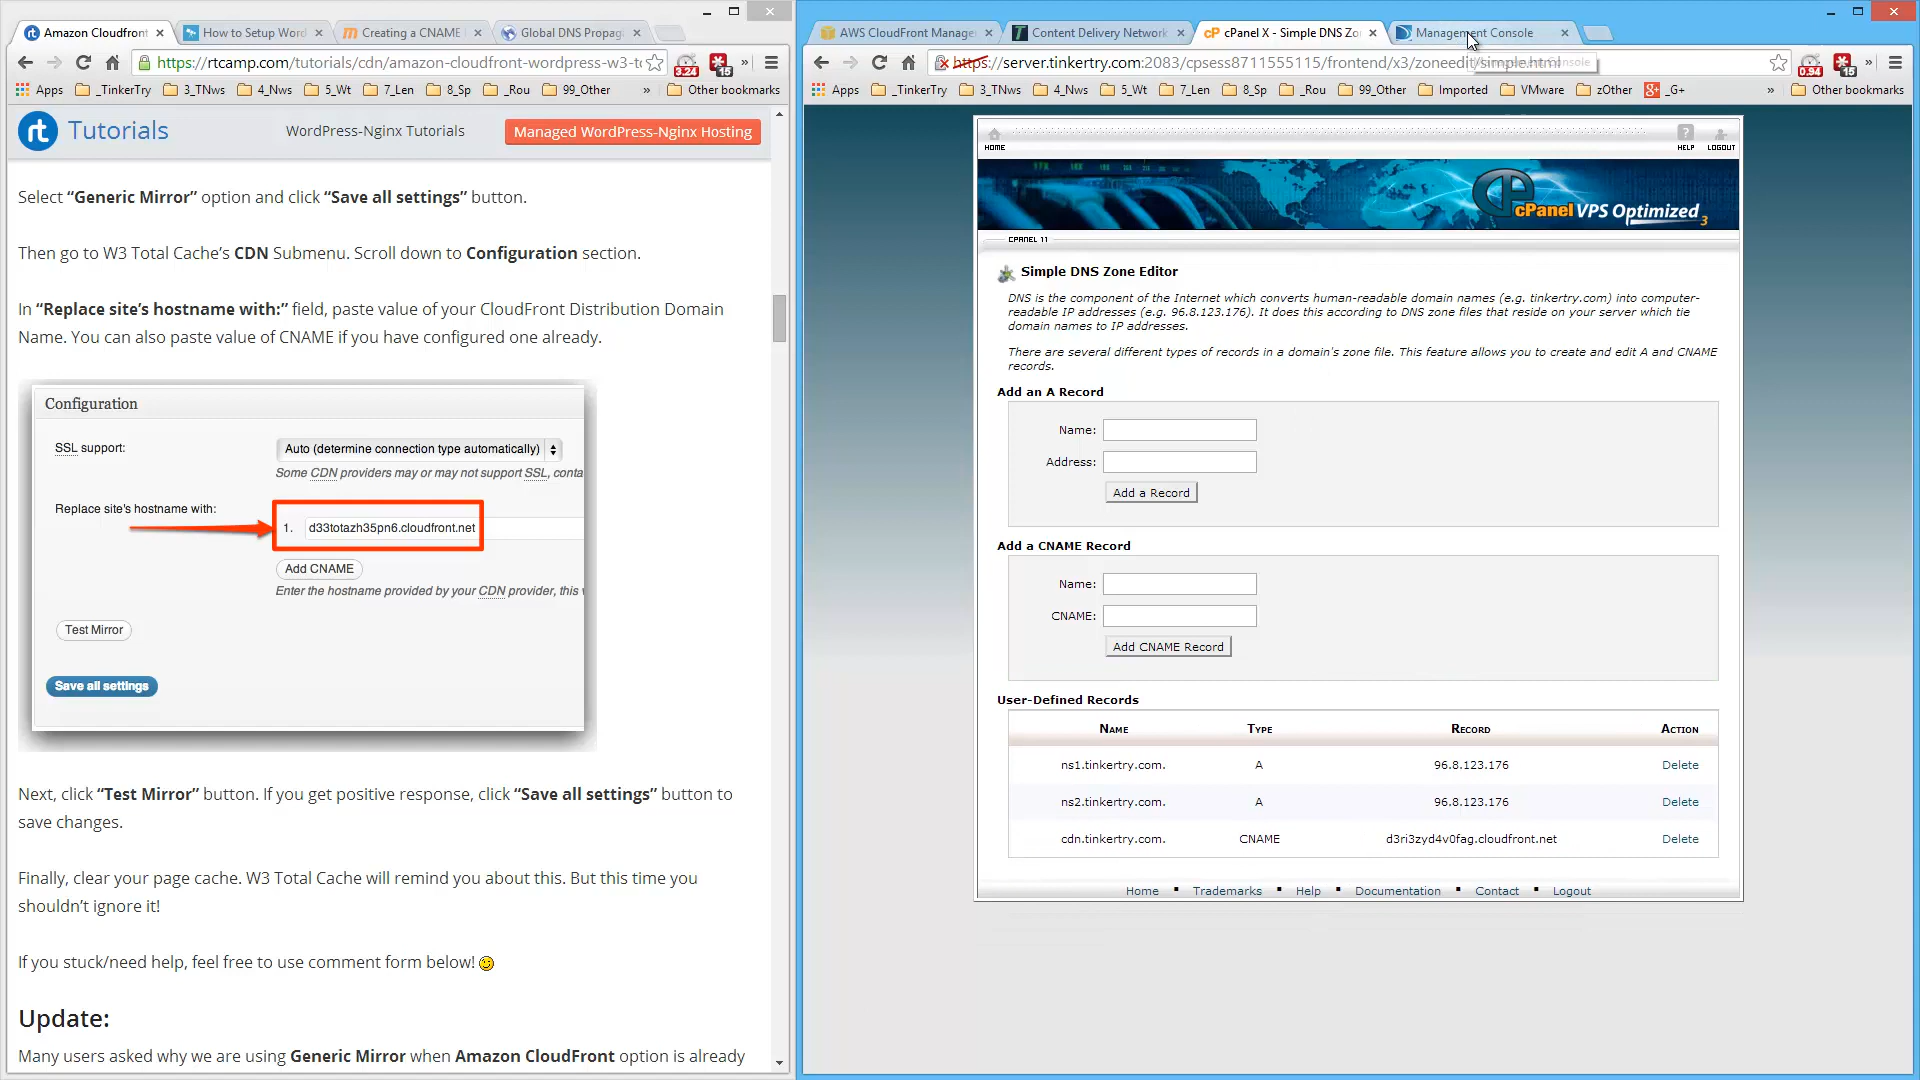 Amazon Cloudfront
How to Setup Word
Creating a CNAME
Global DNS Propag
https://rtcamp.com/tutorials/cdn/amazon-cloudfront-wordpress-w3-to
3.24
15
»
Apps
_TinkerTry
3_TNws
4_Nws
5_Wt
7_Len
8_Sp
_Rou
99_Other
»
Other bookmarks
rt Tutorials
WordPress-Nginx Tutorials
Managed WordPress-Nginx Hosting
Select “Generic Mirror” option and click “Save all settings” button.
Then go to W3 Total Cache’s CDN Submenu. Scroll down to Configuration section.
In “Replace site’s hostname with:” field, paste value of your CloudFront Distribution Domain
Name. You can also paste value of CNAME if you have configured one already.
Configuration
SSL support:
Auto (determine connection type automatically)
Some CDN providers may or may not support SSL, conta
Replace site's hostname with:
1. d33totazh35pn6.cloudfront.net
Add CNAME
Enter the hostname provided by your CDN provider, this
Test Mirror
Save all settings
Next, click “Test Mirror” button. If you get positive response, click “Save all settings” button to
save changes.
Finally, clear your page cache. W3 Total Cache will remind you about this. But this time you
shouldn’t ignore it!
If you stuck/need help, feel free to use comment form below!
Update:
Many users asked why we are using Generic Mirror when Amazon CloudFront option is already
AWS CloudFront Manage
Content Delivery Network
cPanel X - Simple DNS Zo
Management Console
https://server.tinkertry.com:2083/cpsess8711555115/frontend/x3/zoneedit/simple.html
0.94
15
»
Apps
_TinkerTry
3_TNws
4_Nws
5_Wt
7_Len
8_Sp
_Rou
99_Other
Imported
VMware
zOther
_G+
»
Other bookmarks
HOME
HELP
LOGOUT
cPanel VPS Optimized 3
CPANEL 11
Simple DNS Zone Editor
DNS is the component of the Internet which converts human-readable domain names (e.g. tinkertry.com) into computer-
readable IP addresses (e.g. 96.8.123.176). It does this according to DNS zone files that reside on your server which tie
domain names to IP addresses.
There are several different types of records in a domain's zone file. This feature allows you to create and edit A and CNAME
records.
Add an A Record
Name:
Address:
Add a Record
Add a CNAME Record
Name:
CNAME:
Add CNAME Record
User-Defined Records
Name Type Record Action
ns1.tinkertry.com. A 96.8.123.176 Delete
ns2.tinkertry.com. A 96.8.123.176 Delete
cdn.tinkertry.com. CNAME d3ri3zyd4v0fag.cloudfront.net Delete
Home Trademarks Help Documentation Contact Logout